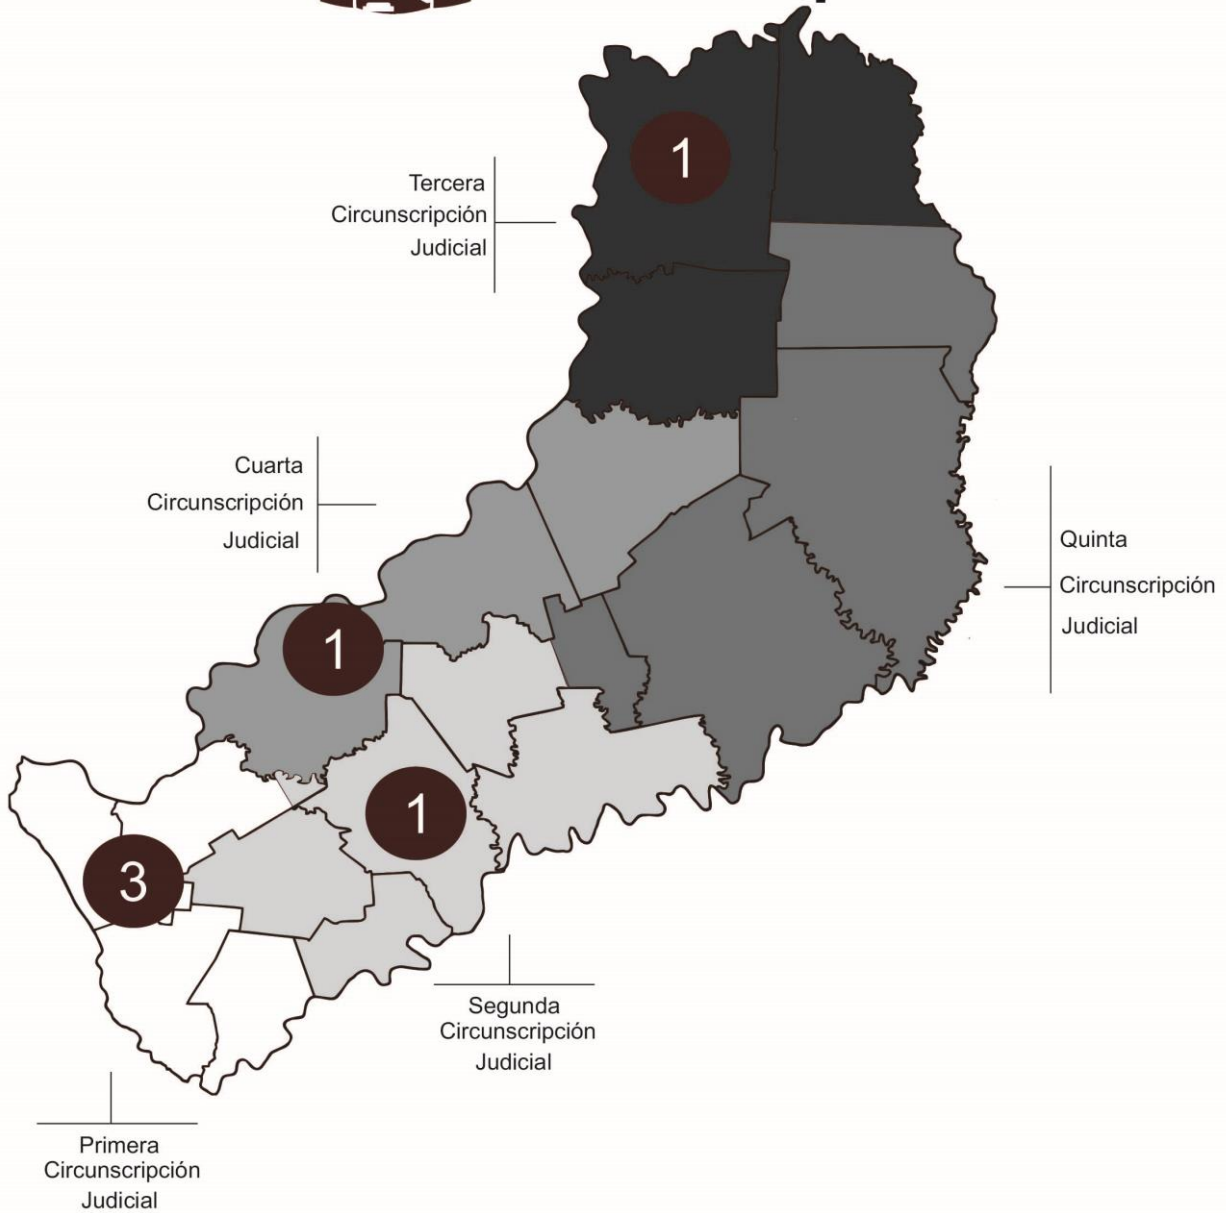 1
Tercera
Circunscripción
Judicial
Cuarta
Circunscripción
Judicial
Quinta
Circunscripción
Judicial
1
1
3
Segunda
Circunscripción
Judicial
Primera
Circunscripción
Judicial